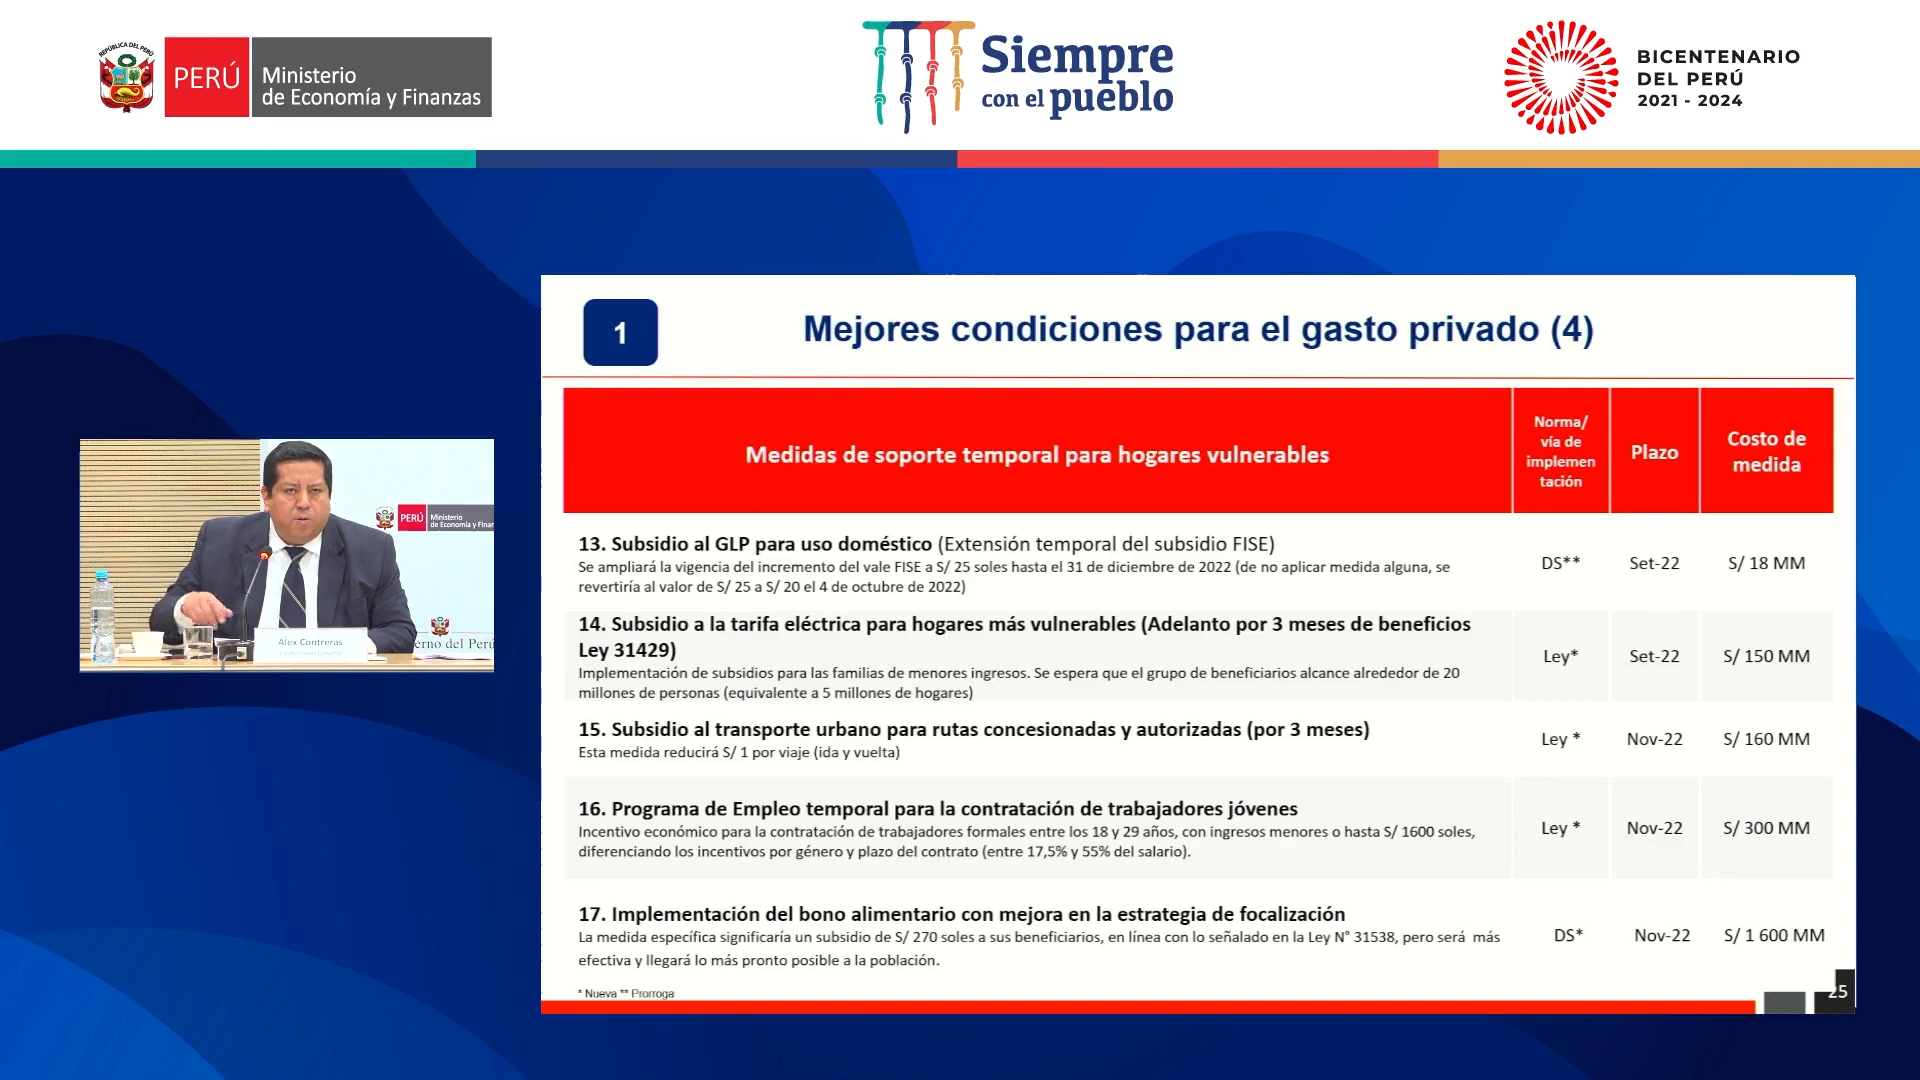 REPÚBLICA DEL PERÚ
PERÚ
Ministerio
de Economía y Finanzas
Siempre
con el pueblo
BICENTENARIO
DEL PERÚ
2021 - 2024
1
Mejores condiciones para el gasto privado (4)
Medidas de soporte temporal para hogares vulnerables
Norma/
vía de
implemen
tación
Plazo
Costo de
medida
13. Subsidio al GLP para uso doméstico (Extensión temporal del subsidio FISE)
Se ampliará la vigencia del incremento del vale FISE a S/ 25 soles hasta el 31 de diciembre de 2022 (de no aplicar medida alguna, se
revertiría al valor de S/ 25 a S/ 20 el 4 de octubre de 2022)
DS**
Set-22
S/ 18 MM
14. Subsidio a la tarifa eléctrica para hogares más vulnerables (Adelanto por 3 meses de beneficios
Ley 31429)
Implementación de subsidios para las familias de menores ingresos. Se espera que el grupo de beneficiarios alcance alrededor de 20
millones de personas (equivalente a 5 millones de hogares)
Ley*
Set-22
S/ 150 MM
15. Subsidio al transporte urbano para rutas concesionadas y autorizadas (por 3 meses)
Esta medida reducirá S/ 1 por viaje (ida y vuelta)
Ley *
Nov-22
S/ 160 MM
16. Programa de Empleo temporal para la contratación de trabajadores jóvenes
Incentivo económico para la contratación de trabajadores formales entre los 18 y 29 años, con ingresos menores o hasta S/ 1600 soles,
diferenciando los incentivos por género y plazo del contrato (entre 17,5% y 55% del salario).
Ley *
Nov-22
S/ 300 MM
17. Implementación del bono alimentario con mejora en la estrategia de focalización
La medida específica significaría un subsidio de S/ 270 soles a sus beneficiarios, en línea con lo señalado en la Ley N° 31538, pero será más
efectiva y llegará lo más pronto posible a la población.
DS*
Nov-22
S/ 1 600 MM
* Nueva ** Prorroga
25
PERÚ
Ministerio
de Economía y Finan
Alex Contreras
erno del Perú